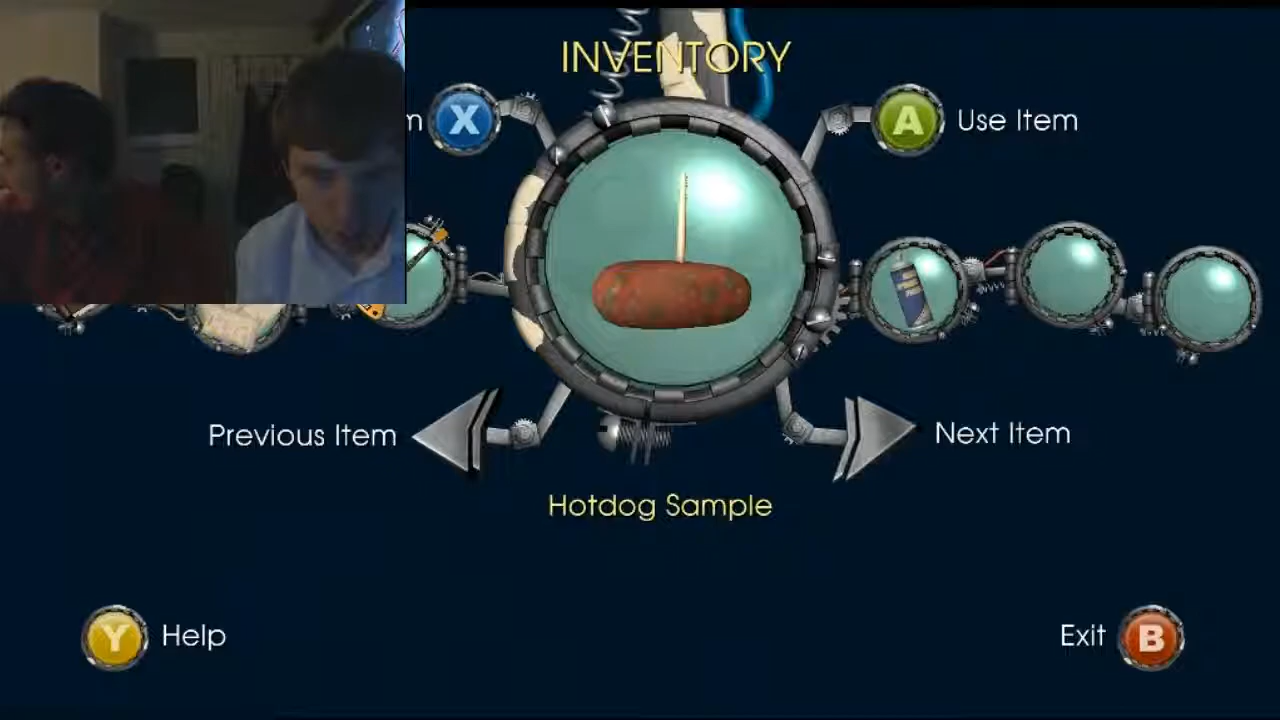 INVENTORY
X
A
Use Item
Previous Item
Next Item
Hotdog Sample
Y
Help
Exit
B